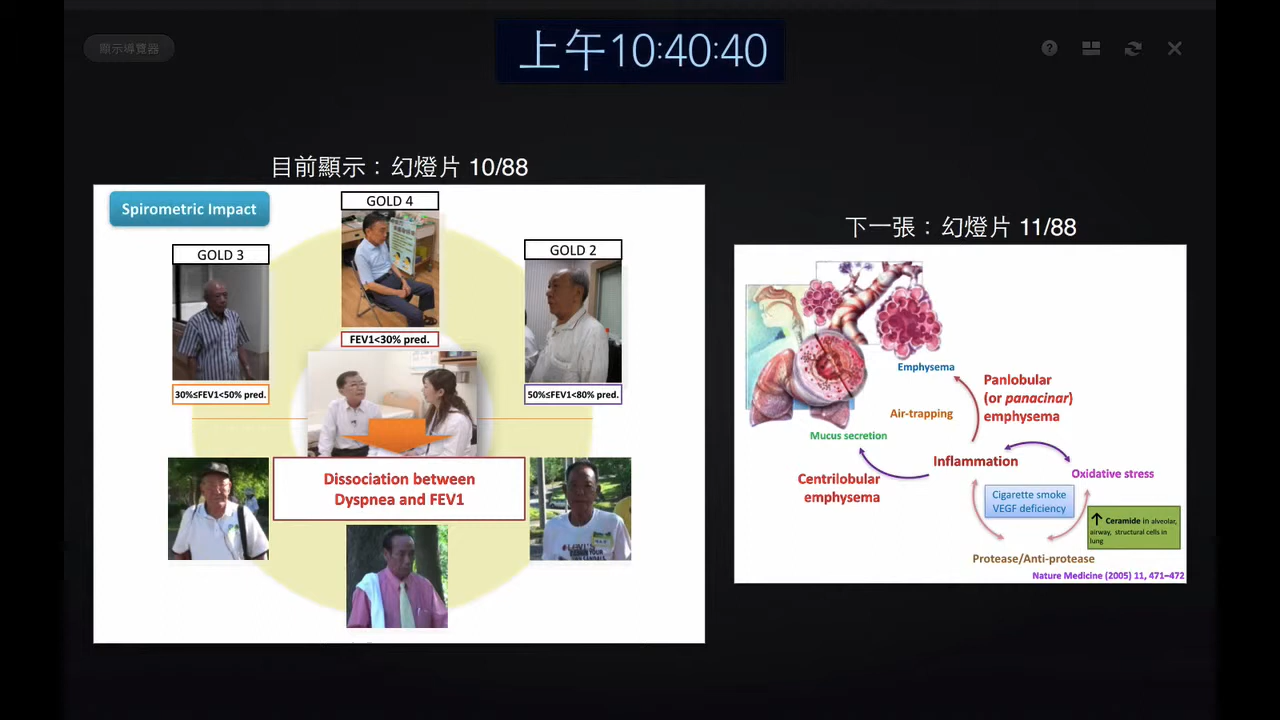 顯示導覽器
上午10:40:40
目前顯示：幻燈片 10/88
Spirometric Impact
GOLD 4
GOLD 3
GOLD 2
FEV1<30% pred.
30%≤FEV1<50% pred.
50%≤FEV1<80% pred.
Dissociation between
Dyspnea and FEV1
下一張：幻燈片 11/88
Emphysema
Panlobular
(or panacinar)
emphysema
Air-trapping
Mucus secretion
Inflammation
Oxidative stress
Centrilobular
emphysema
Cigarette smoke
VEGF deficiency
↑ Ceramide in alveolar,
airway, structural cells in
lung
Protease/Anti-protease
Nature Medicine (2005) 11, 471–472